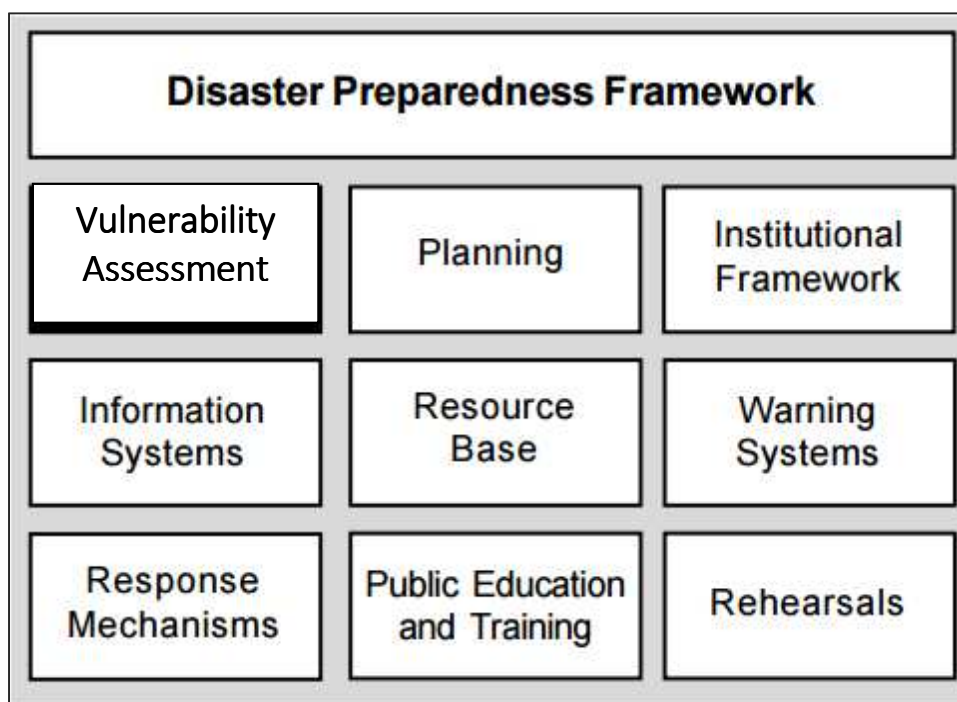 Disaster Preparedness Framework
Vulnerability
Assessment
Planning
Institutional
Framework
Information
Systems
Resource
Base
Warning
Systems
Response
Mechanisms
Public Education
and Training
Rehearsals